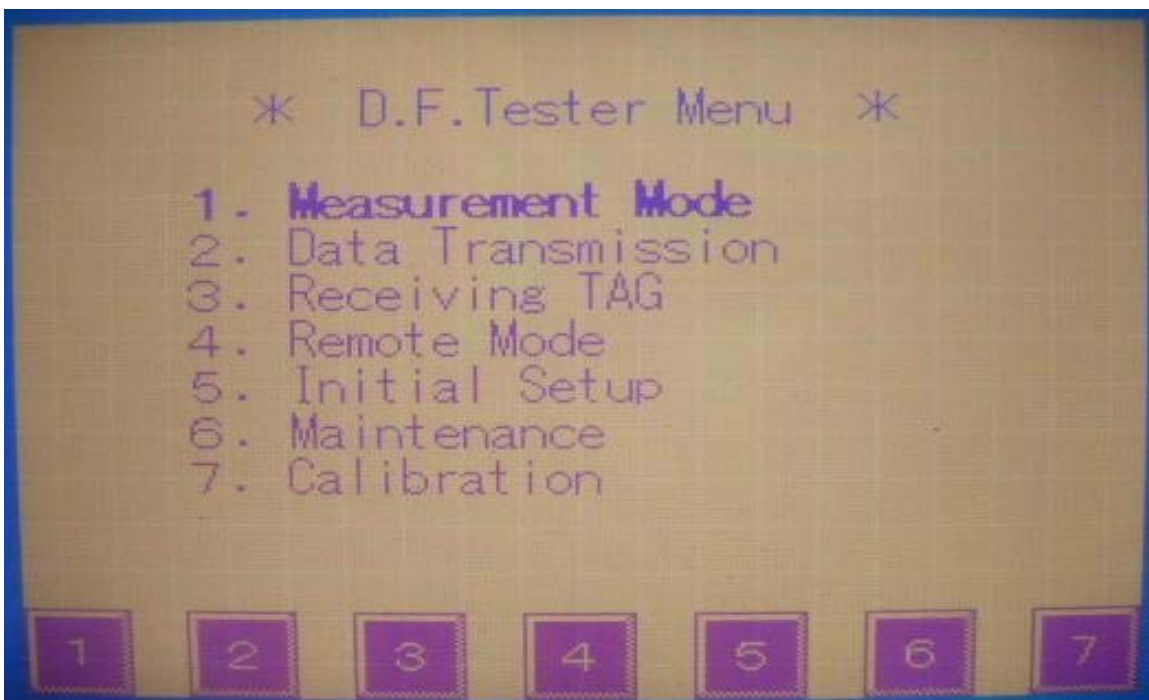 * D.F.Tester Menu *
1. Measurement Mode
2. Data Transmission
3. Receiving TAG
4. Remote Mode
5. Initial Setup
6. Maintenance
7. Calibration
1 2 3 4 5 6 7